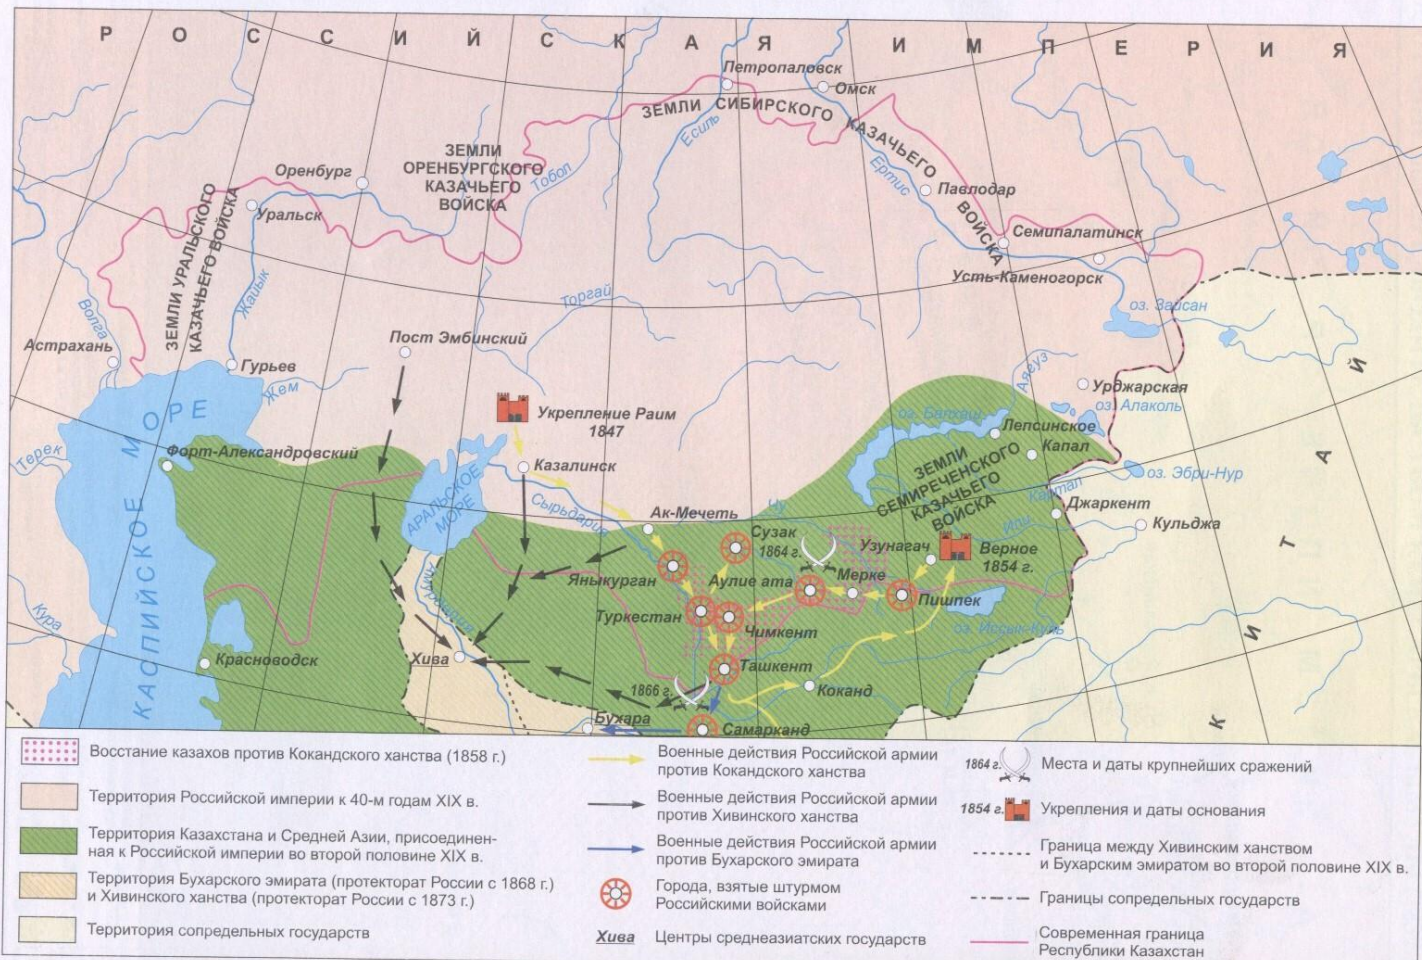 РОССИЙСКАЯ ИМПЕРИЯ
Петропаловск
Омск
ЗЕМЛИ СИБИРСКОГО КАЗАЧЬЕГО ВОЙСКА
Есиль
Ертис
ЗЕМЛИ
ОРЕНБУРГСКОГО
КАЗАЧЬЕГО
ВОЙСКА
Тобол
Оренбург
Уральск
ЗЕМЛИ УРАЛЬСКОГО
КАЗАЧЬЕГО ВОЙСКА
Павлодар
Семипалатинск
Усть-Каменогорск
оз. Зайсан
Волга
Жайык
Торгай
Астрахань
Пост Эмбинский
Гурьев
Жем
Аягуз
Урджарская
оз. Алаколь
КИТАЙ
Укрепление Раим
1847
оз. Балхаш
Лепсинское
Капал
КАСПИЙСКОЕ МОРЕ
Терек
Форт-Александровский
Казалинск
АРАЛЬСКОЕ
МОРЕ
Сырьдария
ЗЕМЛИ
СЕМИРЕЧЕНСКОГО
КАЗАЧЬЕГО
ВОЙСКА
оз. Эбри-Нур
Каратал
Джаркент
Кульджа
Или
Чу
Ак-Мечеть
Сузак
1864 г.
Узунагач
Верное
1854 г.
Яныкурган
Аулие ата
Мерке
Пишпек
Амудария
Туркестан
Чимкент
оз. Иссык-Куль
Кура
Красноводск
Хива
Ташкент
Коканд
1866 г.
Бухара
Самарканд
Восстание казахов против Кокандского ханства (1858 г.)
Территория Российской империи к 40-м годам XIX в.
Территория Казахстана и Средней Азии, присоединен-
ная к Российской империи во второй половине XIX в.
Территория Бухарского эмирата (протекторат России с 1868 г.)
и Хивинского ханства (протекторат России с 1873 г.)
Территория сопредельных государств
Военные действия Российской армии
против Кокандского ханства
Военные действия Российской армии
против Хивинского ханства
Военные действия Российской армии
против Бухарского эмирата
Города, взятые штурмом
Российскими войсками
Хива
Центры среднеазиатских государств
1864 г.
Места и даты крупнейших сражений
1854 г.
Укрепления и даты основания
Граница между Хивинским ханством
и Бухарским эмиратом во второй половине XIX в.
Границы сопредельных государств
Современная граница
Республики Казахстан